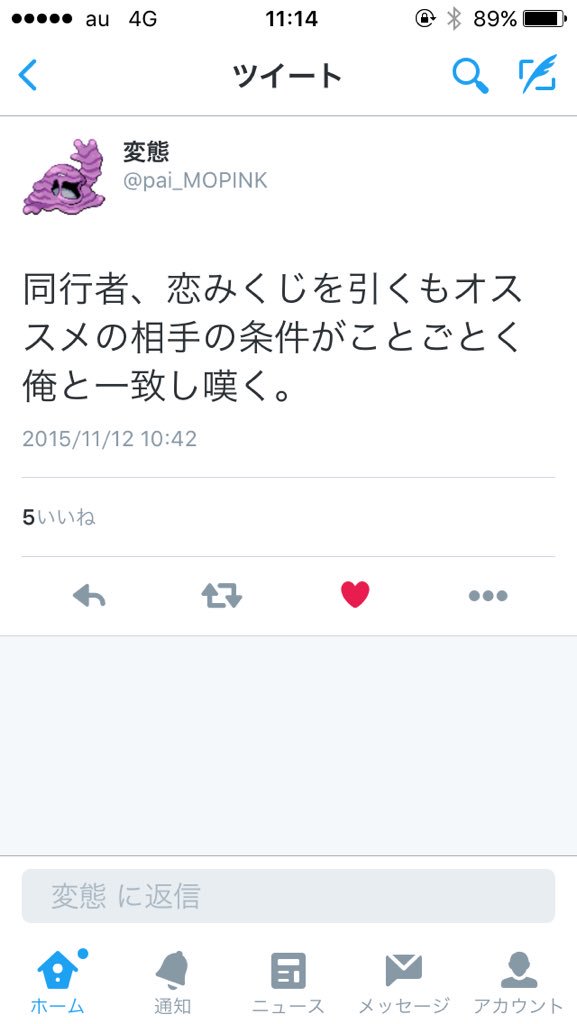 au 4G 11:14 89%
ツイート
変態
@pai_MOPINK
同行者、恋みくじを引くもオス
スメの相手の条件がことごとく
俺と一致し嘆く。
2015/11/12 10:42
5いいね
変態 に返信
ホーム 通知 ニュース メッセージ アカウント